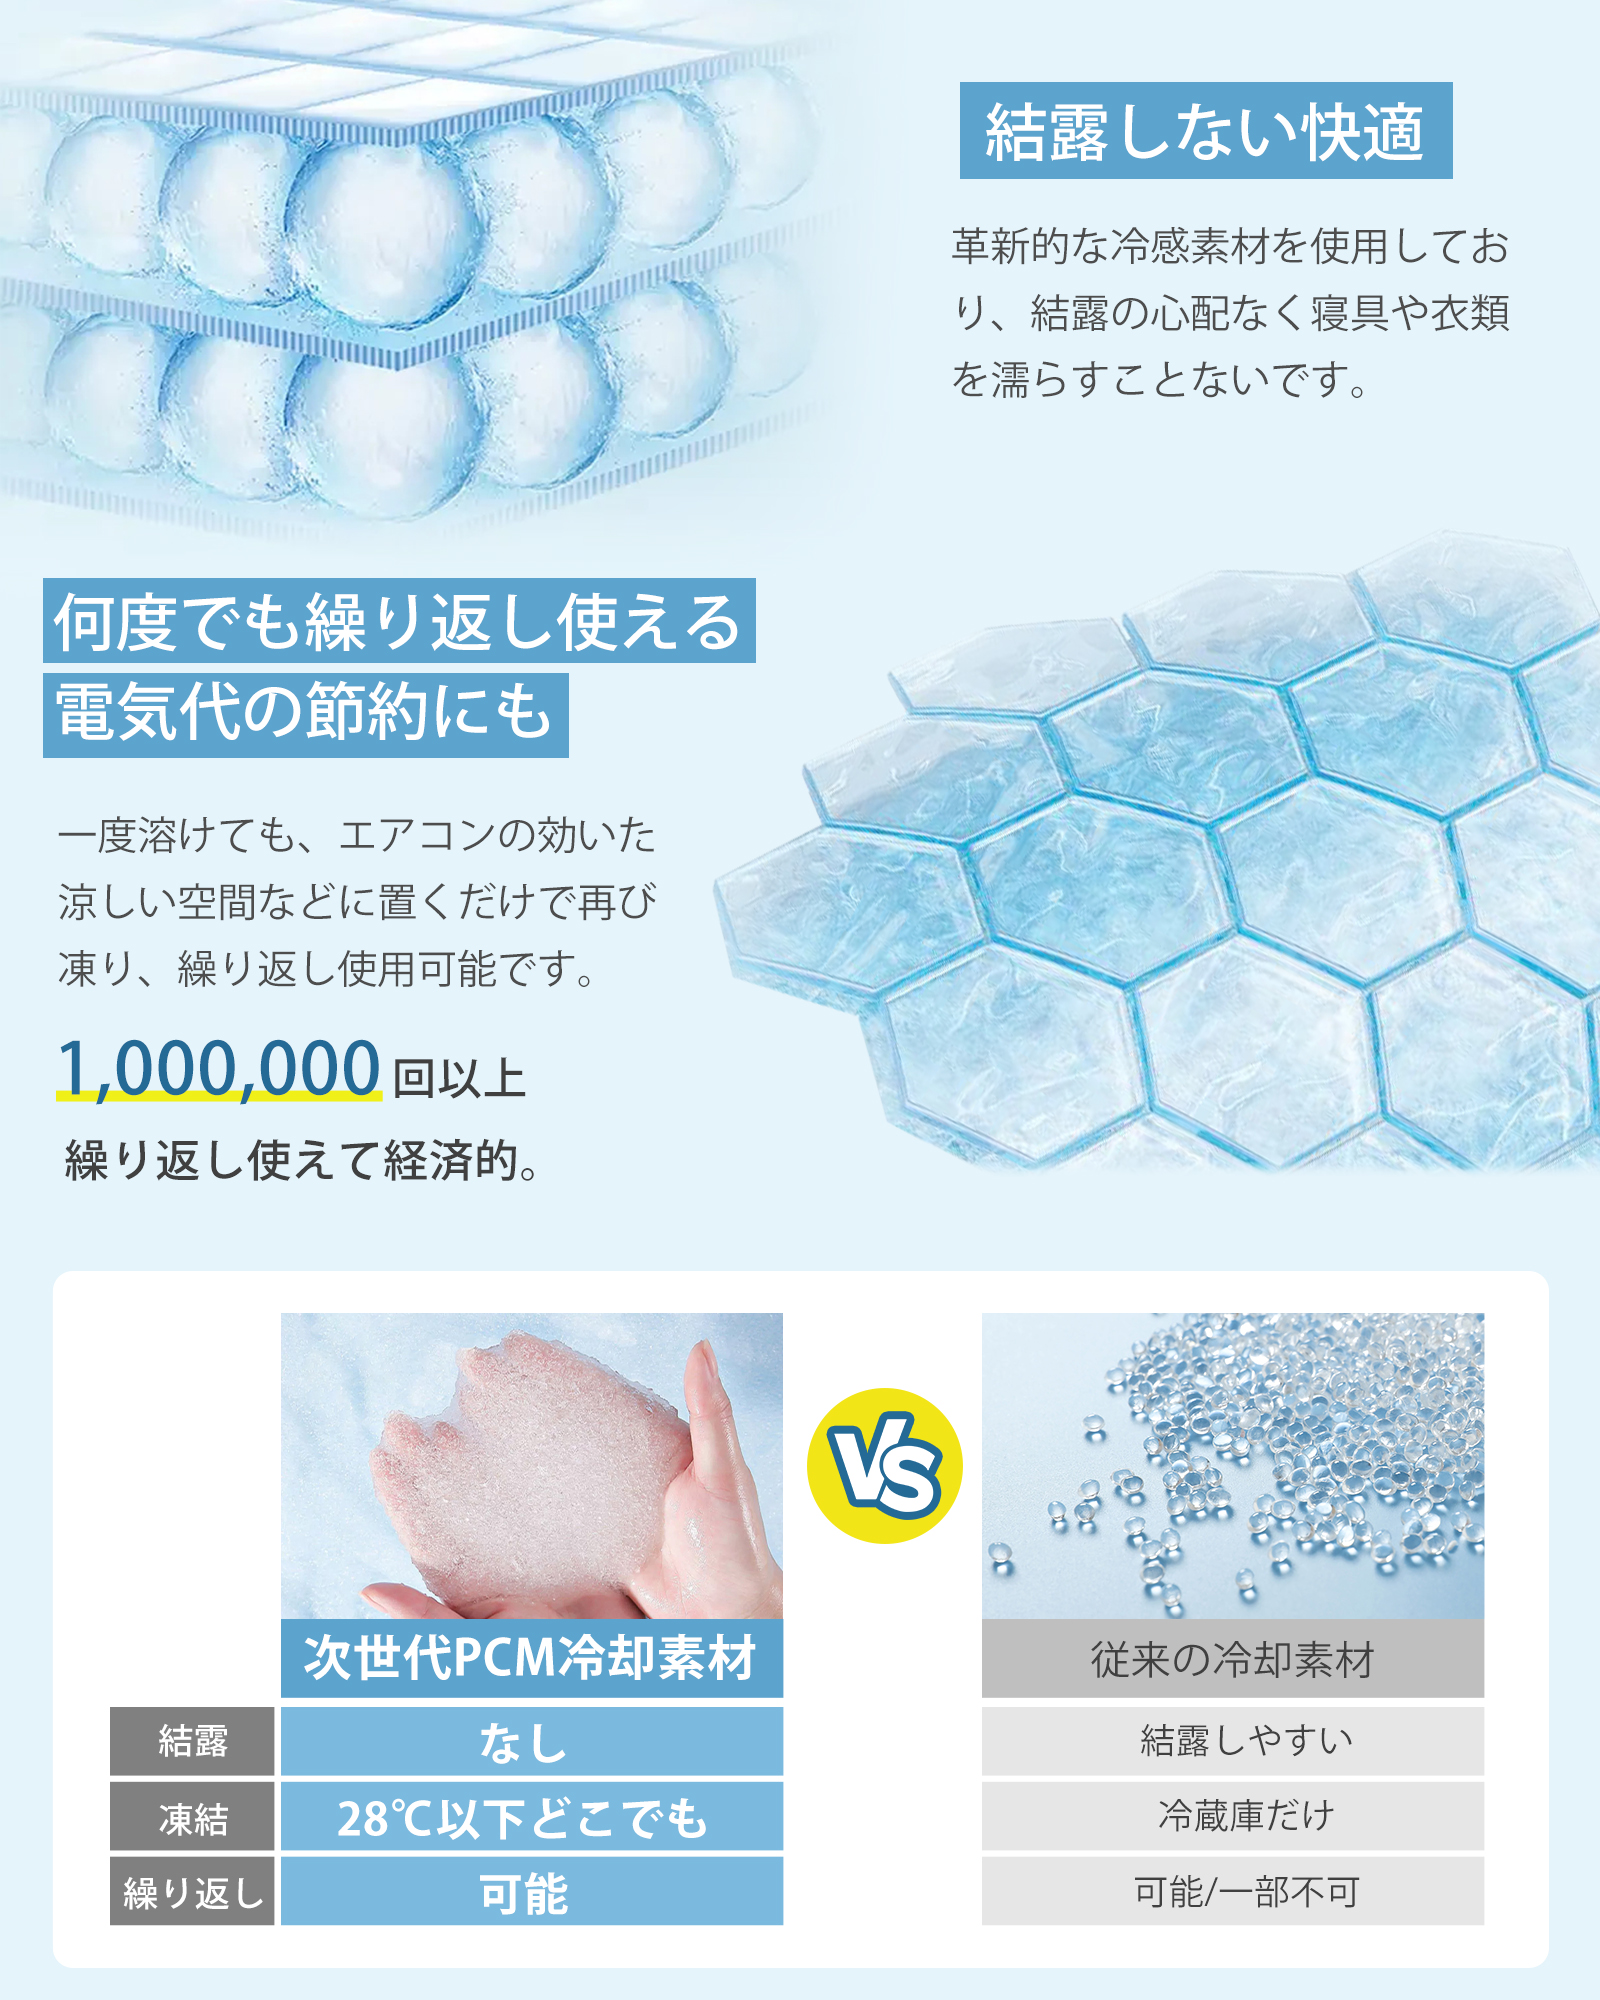 結露しない快適
革新的な冷感素材を使用してお
り、結露の心配なく寝具や衣類
を濡らすことないです。
何度でも繰り返し使える
電気代の節約にも
一度溶けても、エアコンの効いた
涼しい空間などに置くだけで再び
凍り、繰り返し使用可能です。
1,000,000回以上
繰り返し使えて経済的。
VS
次世代PCM冷却素材
従来の冷却素材
結露
なし
結露しやすい
凍結
28℃以下どこでも
冷蔵庫だけ
繰り返し
可能
可能/一部不可